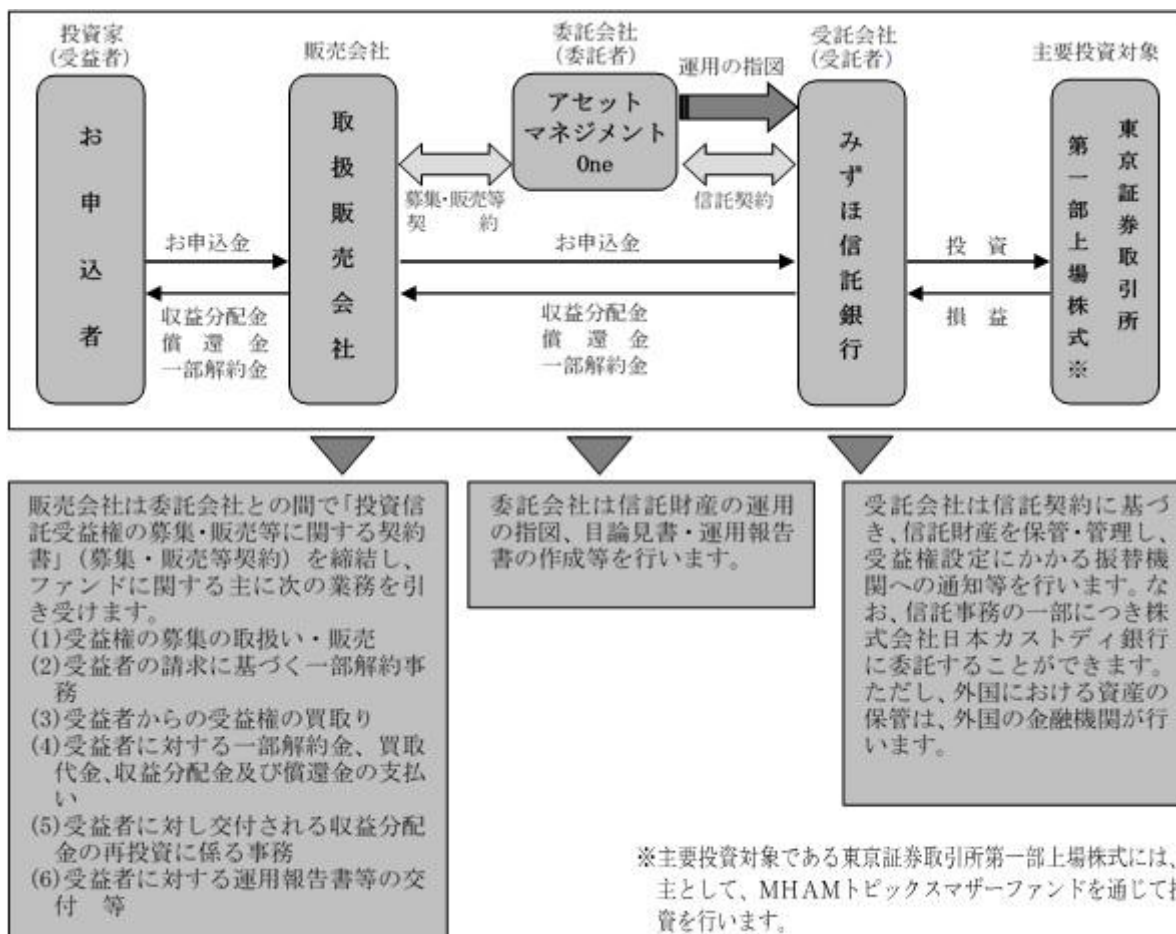 投資家
(受益者)
販売会社
委託会社
(委託者)
運用の指図
受託会社
(受託者)
主要投資対象
お申込者
取扱販売会社
アセット
マネジメント
One
みずほ信託銀行
東京証券取引所
第一部上場株式※
募集・販売等
契　約
信託契約
お申込金
収益分配金
償　還　金
一部解約金
お申込金
収益分配金
償　還　金
一部解約金
投　資
損　益
販売会社は委託会社との間で「投資信
託受益権の募集・販売等に関する契約
書」（募集・販売等契約）を締結し、
ファンドに関する主に次の業務を引
き受けます。
(1)受益権の募集の取扱い・販売
(2)受益者の請求に基づく一部解約事
務
(3)受益者からの受益権の買取り
(4)受益者に対する一部解約金、買取
代金、収益分配金及び償還金の支払
い
(5)受益者に対し交付される収益分配
金の再投資に係る事務
(6)受益者に対する運用報告書等の交
付　等
委託会社は信託財産の運用
の指図、目論見書・運用報告
書の作成等を行います。
受託会社は信託契約に基づ
き、信託財産を保管・管理し、
受益権設定にかかる振替機
関への通知等を行います。な
お、信託事務の一部につき株
式会社日本カストディ銀行
に委託することができます。
ただし、外国における資産の
保管は、外国の金融機関が行
います。
※主要投資対象である東京証券取引所第一部上場株式には、
主として、MHAMトピックスマザーファンドを通じて
資を行います。